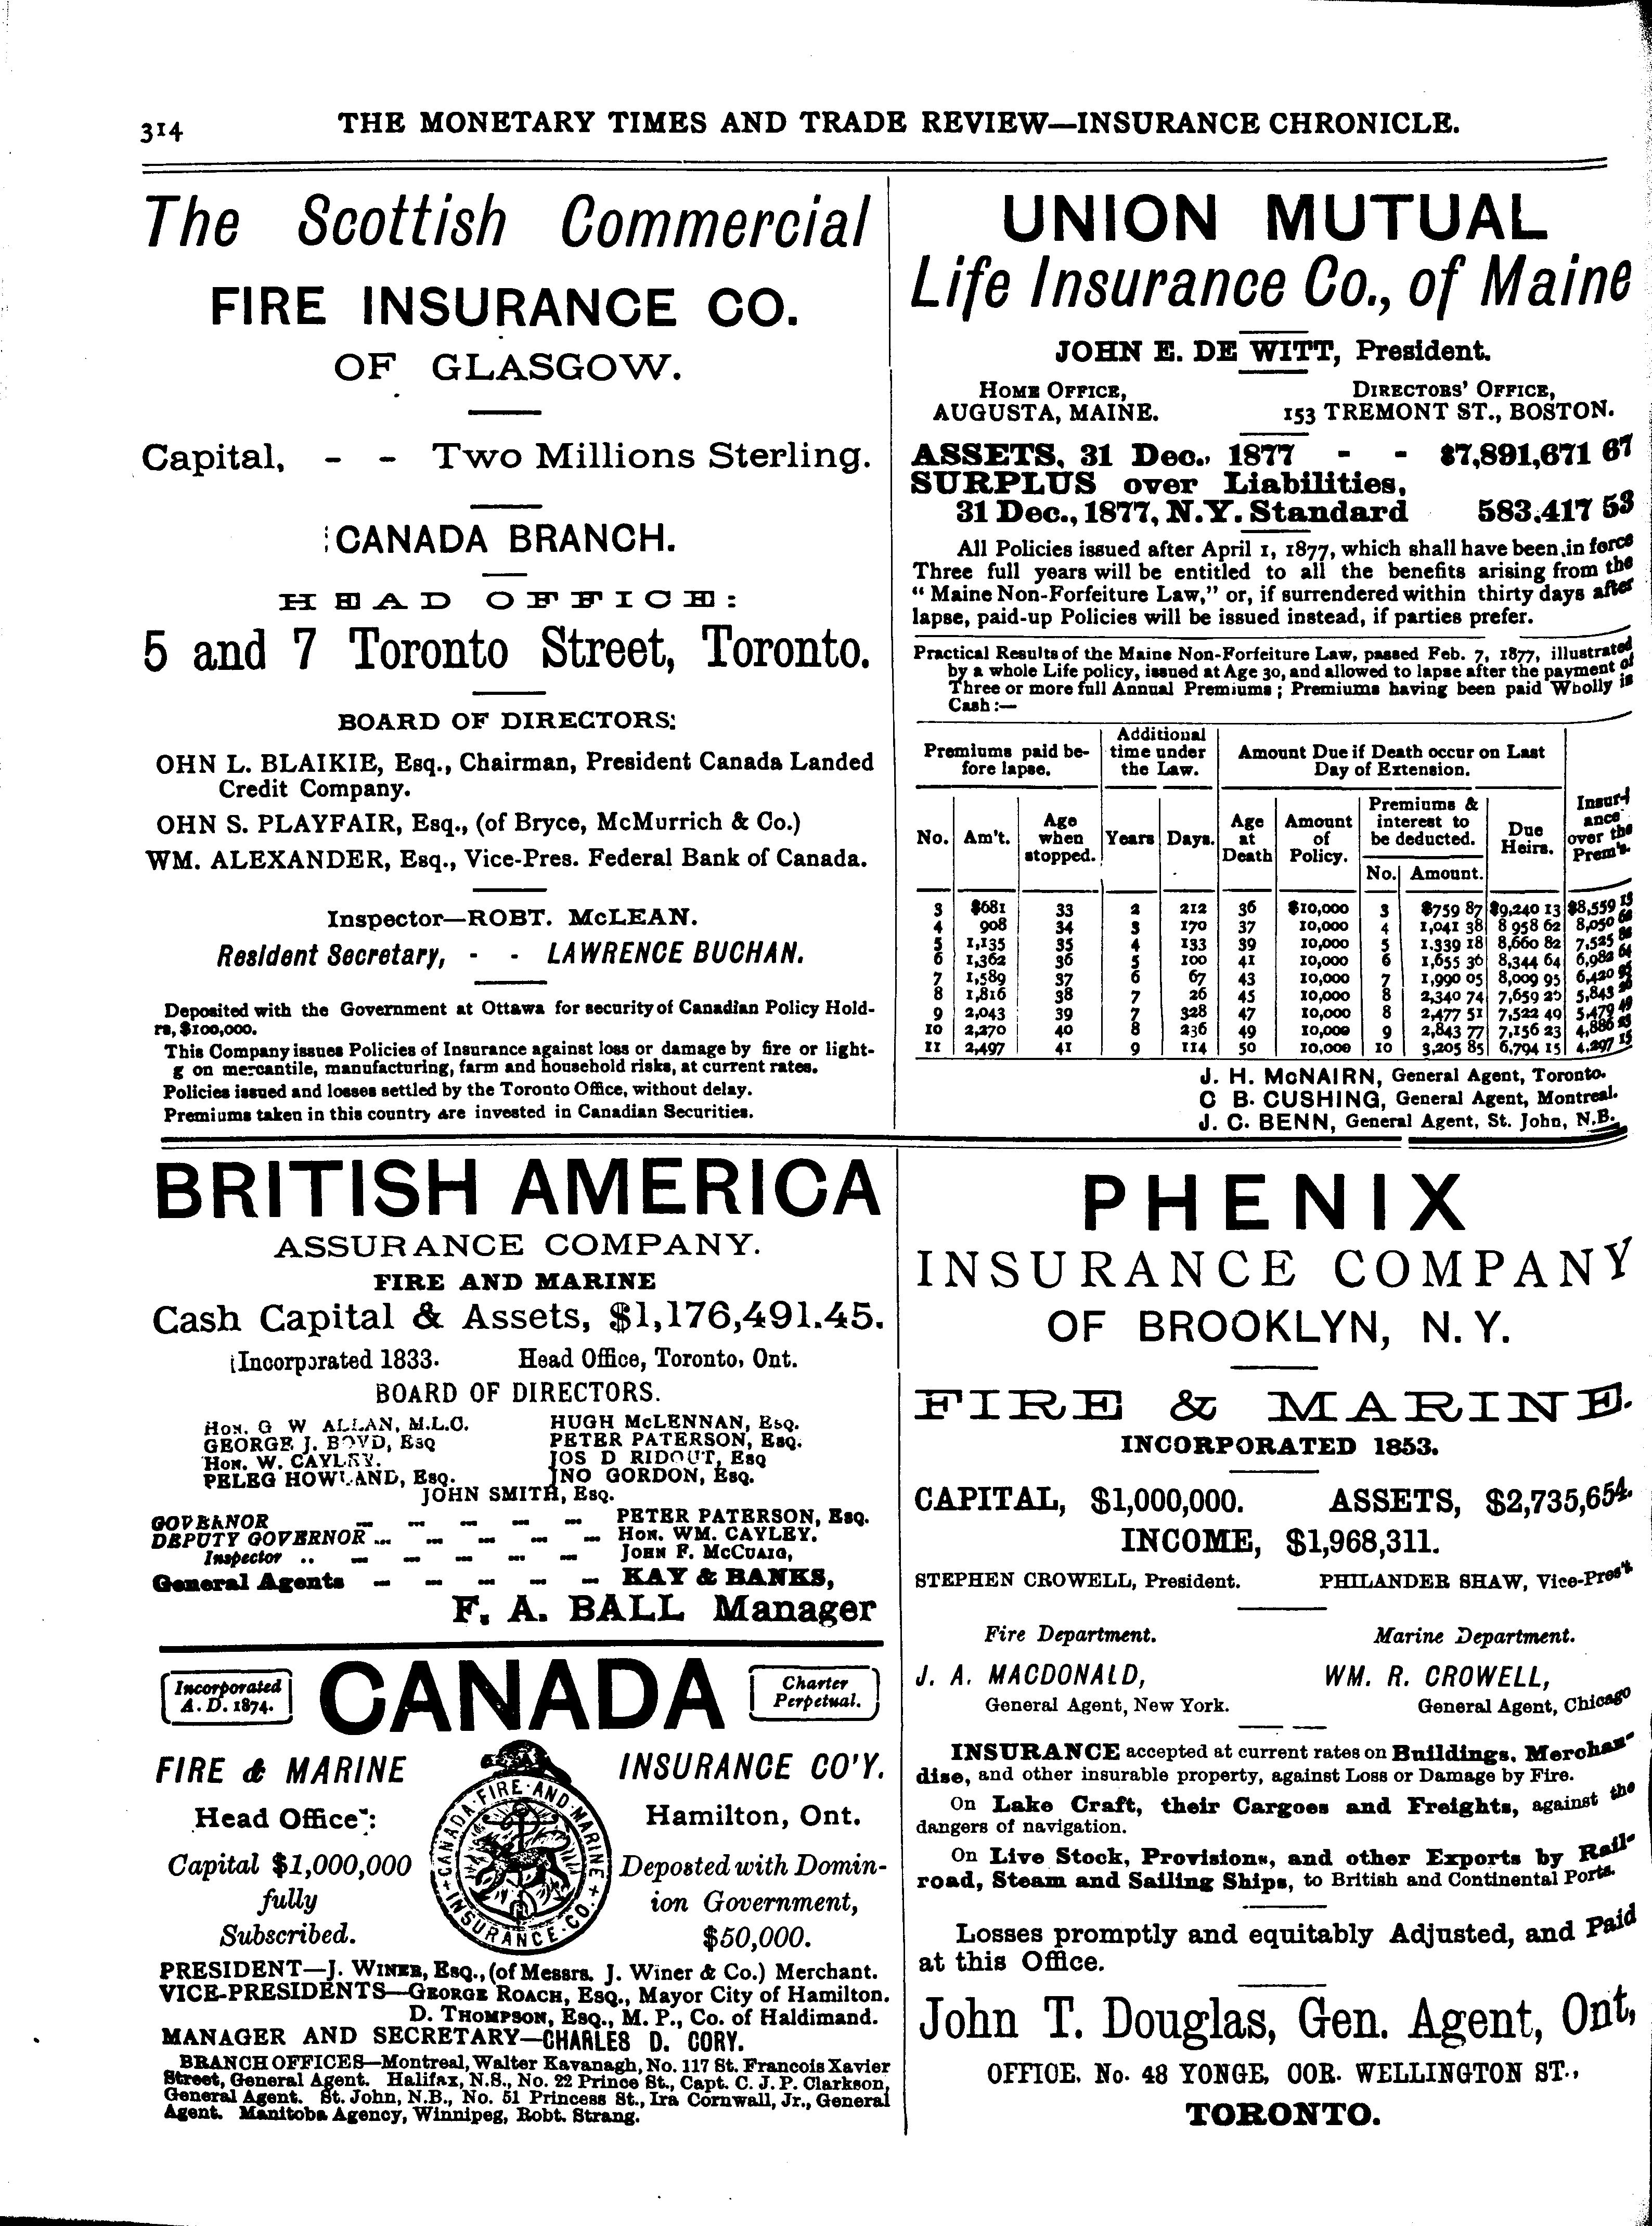 314
THE MONETARY TIMES AND TRADE REVIEW—INSURANCE CHRONICLE.
The Scottish Commercial
FIRE INSURANCE CO.
OF GLASGOW.
Capital, - - Two Millions Sterling.
CANADA BRANCH.
HEAD OFFICE:
5 and 7 Toronto Street, Toronto.
BOARD OF DIRECTORS:
OHN L. BLAIKIE, Esq., Chairman, President Canada Landed
Credit Company.
OHN S. PLAYFAIR, Esq., (of Bryce, McMurrich & Co.)
WM. ALEXANDER, Esq., Vice-Pres. Federal Bank of Canada.
Inspector—ROBT. McLEAN.
Resident Secretary, - - LAWRENCE BUCHAN.
Deposited with the Government at Ottawa for security of Canadian Policy Hold-
rs, $100,000.
This Company issues Policies of Insurance against loss or damage by fire or light-
g on mercantile, manufacturing, farm and household risks, at current rates.
Policies issued and losses settled by the Toronto Office, without delay.
Premiums taken in this country are invested in Canadian Securities.
UNION MUTUAL
Life Insurance Co., of Maine
JOHN E. DE WITT, President.
HOME OFFICE, DIRECTORS' OFFICE,
AUGUSTA, MAINE. 153 TREMONT ST., BOSTON.
ASSETS, 31 Dec., 1877 - - $7,891,671 67
SURPLUS over Liabilities,
31 Dec., 1877, N.Y. Standard 583,417 53
All Policies issued after April 1, 1877, which shall have been in force
Three full years will be entitled to all the benefits arising from the
“ Maine Non-Forfeiture Law,” or, if surrendered within thirty days after
lapse, paid-up Policies will be issued instead, if parties prefer.
Practical Results of the Maine Non-Forfeiture Law, passed Feb. 7, 1877, illustrated
by a whole Life policy, issued at Age 30, and allowed to lapse after the payment of
Three or more full Annual Premiums ; Premiums having been paid Wholly in
Cash :—
Premiums paid be-
fore lapse.
Additional
time under
the Law.
Amount Due if Death occur on Last
Day of Extension.
No. Am't. Age when stopped. Years Days. Age at Death Amount of Policy. Premiums & interest to be deducted. No. Amount. Due Heirs. Insur- ance over the Prem's.
3 $681 33 2 212 36 $10,000 3 $759 87 $9,240 13 $8,559 13
4 908 34 3 170 37 10,000 4 1,041 38 8 958 62 8,050 62
5 1,135 35 4 133 39 10,000 5 1,339 18 8,660 82 7,525 82
6 1,362 36 5 100 41 10,000 6 1,655 36 8,344 64 6,982 64
7 1,589 37 6 67 43 10,000 7 1,990 05 8,009 95 6,420 95
8 1,816 38 7 26 45 10,000 8 2,340 74 7,659 26 5,843 26
9 2,043 39 7 328 47 10,000 8 2,477 51 7,522 49 5,479 49
10 2,270 40 8 236 49 10,000 9 2,843 77 7,156 23 4,886 23
11 2,497 41 9 114 50 10,000 10 3,205 85 6,794 15 4,297 15
J. H. McNAIRN, General Agent, Toronto.
C B. CUSHING, General Agent, Montreal.
J. C. BENN, General Agent, St. John, N.B.
BRITISH AMERICA
ASSURANCE COMPANY.
FIRE AND MARINE
Cash Capital & Assets, $1,176,491.45.
Incorporated 1833. Head Office, Toronto, Ont.
BOARD OF DIRECTORS.
HON. G W ALLAN, M.L.C. HUGH McLENNAN, Esq.
GEORGE J. BOYD, Esq PETER PATERSON, Esq.
HON. W. CAYLEY. JOS D RIDOUT, Esq
PELEG HOWLAND, Esq. JNO GORDON, Esq.
JOHN SMITH, Esq.
GOVERNOR — — — — — PETER PATERSON, Esq.
DEPUTY GOVERNOR ... — — — — HON. WM. CAYLEY.
Inspector .. — — — — — JOHN F. McCUAIG,
General Agents — — — — — KAY & BANKS,
F. A. BALL Manager
Incorporated
A. D. 1874.
CANADA
Charter
Perpetual.
FIRE & MARINE INSURANCE CO'Y.
Head Office: Hamilton, Ont.
Capital $1,000,000
fully
Subscribed.
CANADA·FIRE·AND·MARINE
+INSURANCE·CO.+
Deposted with Domin-
ion Government,
$50,000.
PRESIDENT—J. WINER, ESQ., (of Messrs. J. Winer & Co.) Merchant.
VICE-PRESIDENTS—GEORGE ROACH, ESQ., Mayor City of Hamilton.
D. THOMPSON, ESQ., M. P., Co. of Haldimand.
MANAGER AND SECRETARY—CHARLES D. CORY.
BRANCH OFFICES—Montreal, Walter Kavanagh, No. 117 St. Francois Xavier
Street, General Agent. Halifax, N.S., No. 22 Prince St., Capt. C. J. P. Clarkson,
General Agent. St. John, N.B., No. 51 Princess St., Ira Cornwall, Jr., General
Agent. Manitoba Agency, Winnipeg, Robt. Strang.
PHENIX
INSURANCE COMPANY
OF BROOKLYN, N. Y.
FIRE & MARINE.
INCORPORATED 1853.
CAPITAL, $1,000,000. ASSETS, $2,735,654.
INCOME, $1,968,311.
STEPHEN CROWELL, President. PHILANDER SHAW, Vice-Pres't
Fire Department. Marine Department.
J. A. MACDONALD, WM. R. CROWELL,
General Agent, New York. General Agent, Chicago
INSURANCE accepted at current rates on Buildings, Merchan-
dise, and other insurable property, against Loss or Damage by Fire.
On Lake Craft, their Cargoes and Freights, against the
dangers of navigation.
On Live Stock, Provisions, and other Exports by Rail-
road, Steam and Sailing Ships, to British and Continental Ports.
Losses promptly and equitably Adjusted, and Paid
at this Office.
John T. Douglas, Gen. Agent, Ont,
OFFICE, No. 48 YONGE, COR. WELLINGTON ST.,
TORONTO.